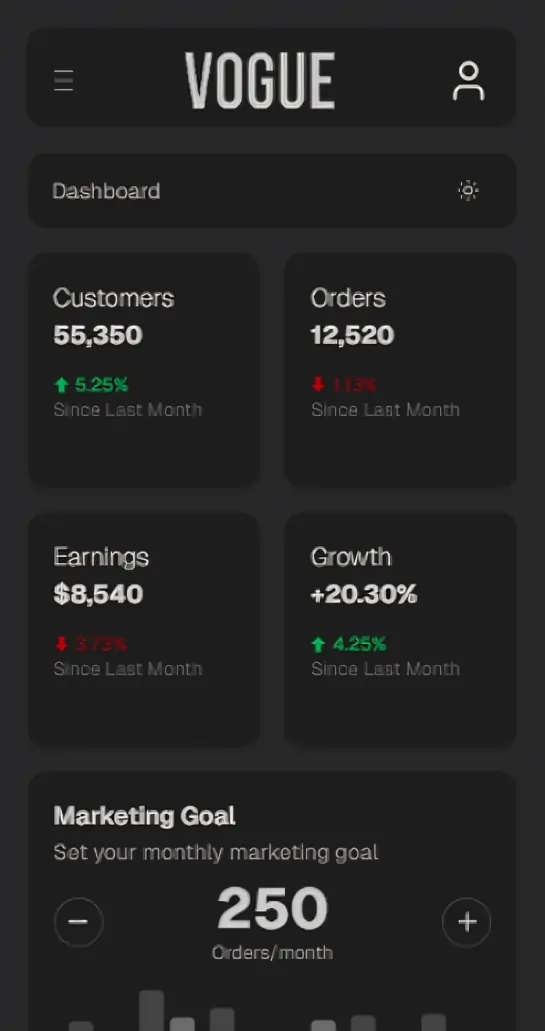 VOGUE
Dashboard
Customers
55,350
5.25%
Since Last Month
Orders
12,520
1.13%
Since Last Month
Earnings
$8,540
3.73%
Since Last Month
Growth
+20.30%
4.25%
Since Last Month
Marketing Goal
Set your monthly marketing goal
250
Orders/month